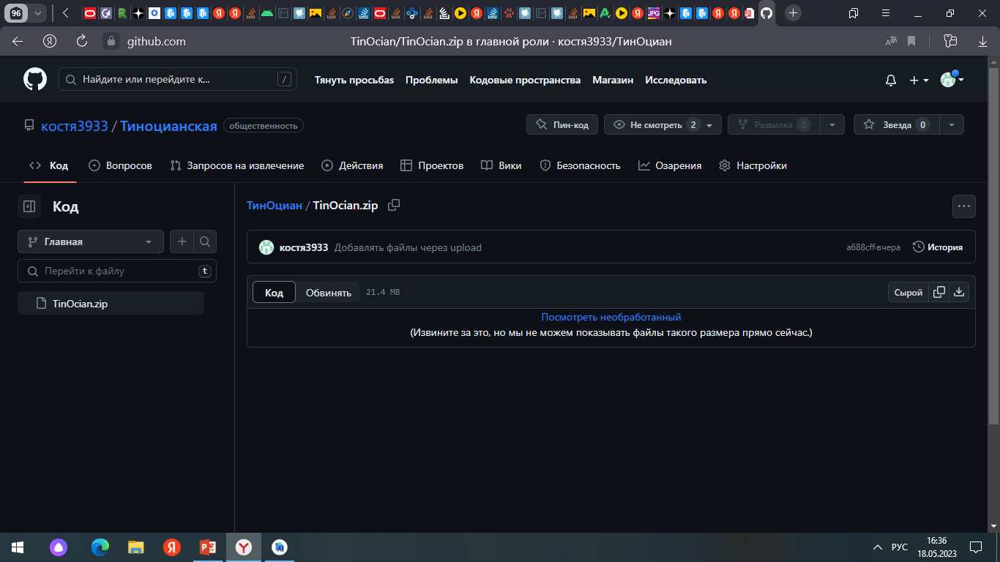 96
github.com
TinOcian/TinOcian.zip в главной роли · костя3933/ТинОциан
Найдите или перейдите к...
/
Тянуть просьбаs
Проблемы
Кодовые пространства
Магазин
Исследовать
костя3933 / Тиноцианская
общественность
Пин-код
Не смотреть 2
Развилка 0
Звезда 0
Код
Вопросов
Запросов на извлечение
Действия
Проектов
Вики
Безопасность
Озарения
Настройки
Код
ТинОциан / TinOcian.zip
Главная
костя3933 Добавлять файлы через upload
a688cff·вчера
История
Перейти к файлу
t
Код
Обвинять
21.4 MB
Сырой
TinOcian.zip
Посмотреть необработанный
(Извините за это, но мы не можем показывать файлы такого размера прямо сейчас.)
РУС
16:36
18.05.2023